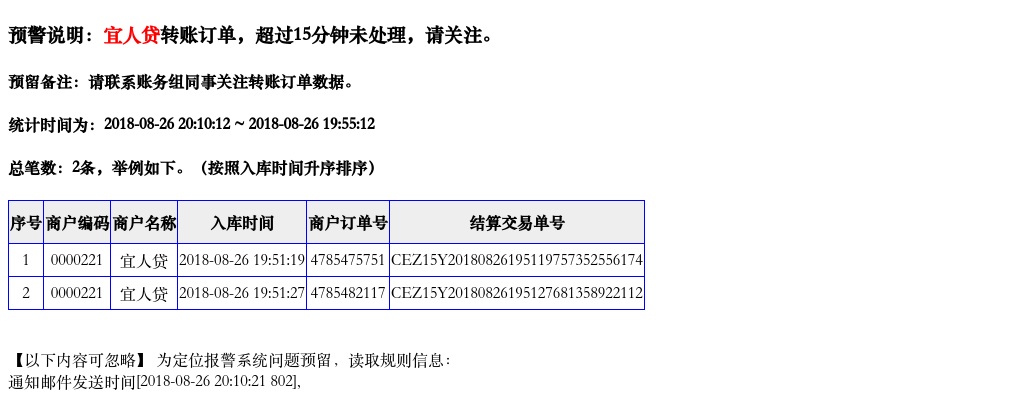 预警说明：宜人贷转账订单，超过15分钟未处理，请关注。
预留备注：请联系账务组同事关注转账订单数据。
统计时间为：2018-08-26 20:10:12 ~ 2018-08-26 19:55:12
总笔数：2条，举例如下。（按照入库时间升序排序）
序号 商户编码 商户名称 入库时间 商户订单号 结算交易单号
1 0000221 宜人贷 2018-08-26 19:51:19 4785475751 CEZ15Y201808261951197573525561​74
2 0000221 宜人贷 2018-08-26 19:51:27 4785482117 CEZ15Y20180826195127681358922112
【以下内容可忽略】 为定位报警系统问题预留，读取规则信息：
通知邮件发送时间[2018-08-26 20:10:21 802],